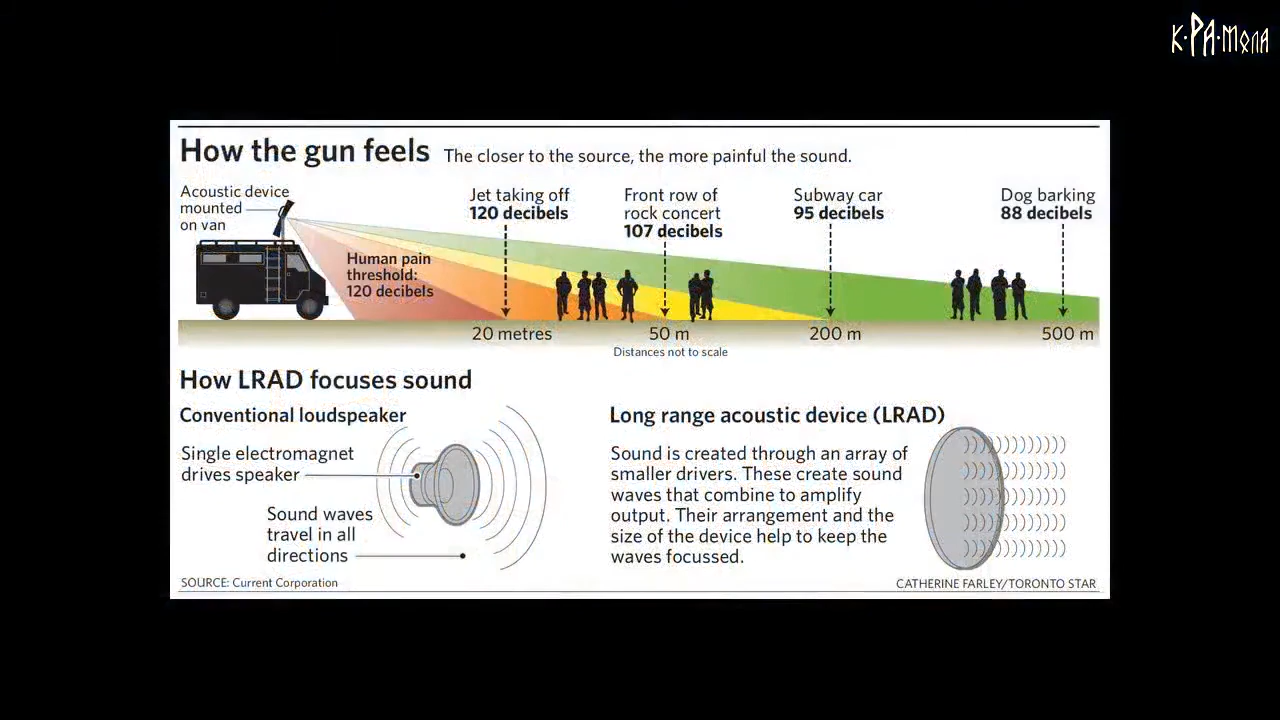 К·РА·МОЛА
How the gun feels The closer to the source, the more painful the sound.
Acoustic device
mounted
on van
Jet taking off
120 decibels
Front row of
rock concert
107 decibels
Subway car
95 decibels
Dog barking
88 decibels
Human pain
threshold:
120 decibels
20 metres
50 m
200 m
500 m
Distances not to scale
How LRAD focuses sound
Conventional loudspeaker
Single electromagnet
drives speaker
Sound waves
travel in all
directions
Long range acoustic device (LRAD)
Sound is created through an array of
smaller drivers. These create sound
waves that combine to amplify
output. Their arrangement and the
size of the device help to keep the
waves focussed.
SOURCE: Current Corporation
CATHERINE FARLEY/TORONTO STAR